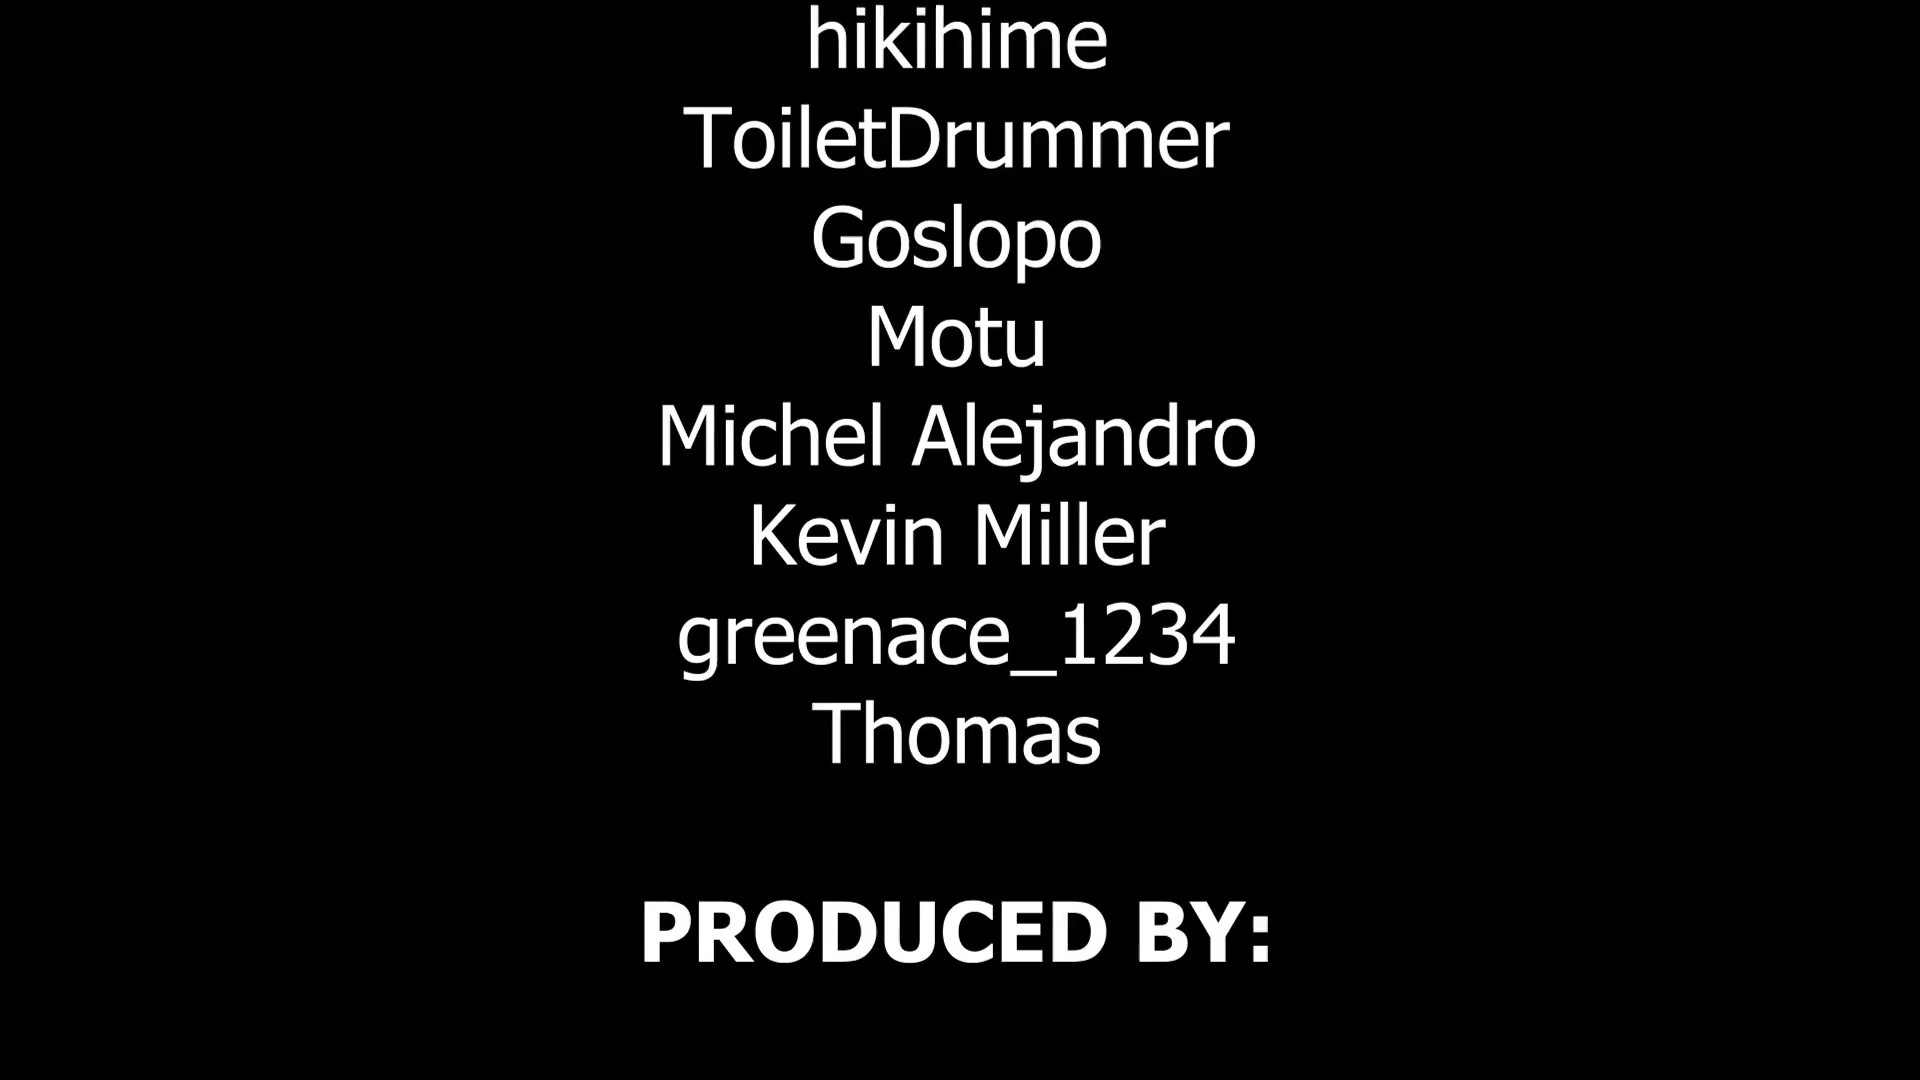 hikihime
ToiletDrummer
Goslopo
Motu
Michel Alejandro
Kevin Miller
greenace_1234
Thomas
PRODUCED BY: